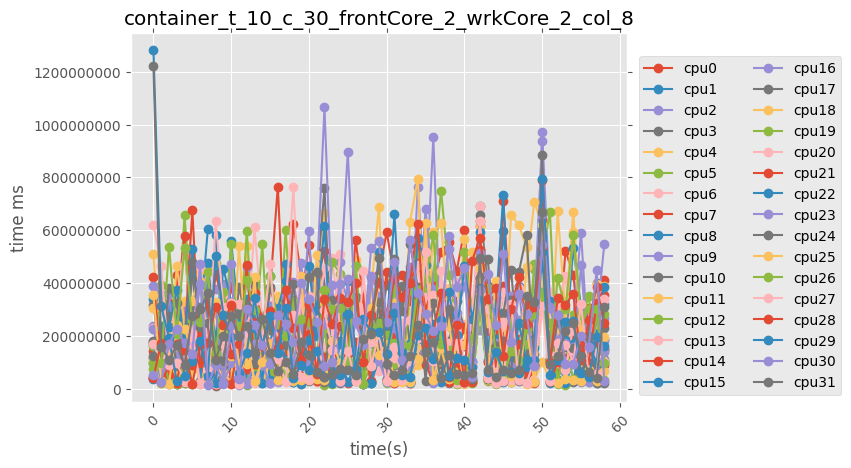 container_t_10_c_30_frontCore_2_wrkCore_2_col_8
1200000000
1000000000
800000000
600000000
400000000
200000000
0
time ms
0
10
20
30
40
50
60
time(s)
cpu0
cpu1
cpu2
cpu3
cpu4
cpu5
cpu6
cpu7
cpu8
cpu9
cpu10
cpu11
cpu12
cpu13
cpu14
cpu15
cpu16
cpu17
cpu18
cpu19
cpu20
cpu21
cpu22
cpu23
cpu24
cpu25
cpu26
cpu27
cpu28
cpu29
cpu30
cpu31